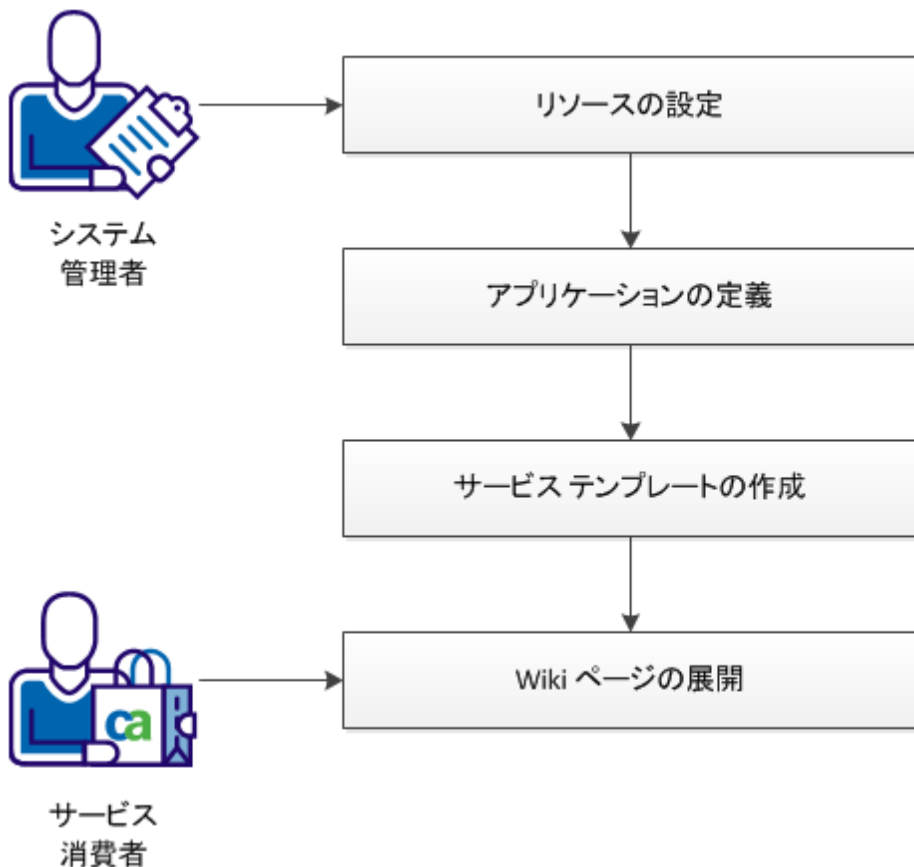 リソースの設定
システム
管理者
アプリケーションの定義
サービス テンプレートの作成
Wiki ページの展開
ca
サービス
消費者